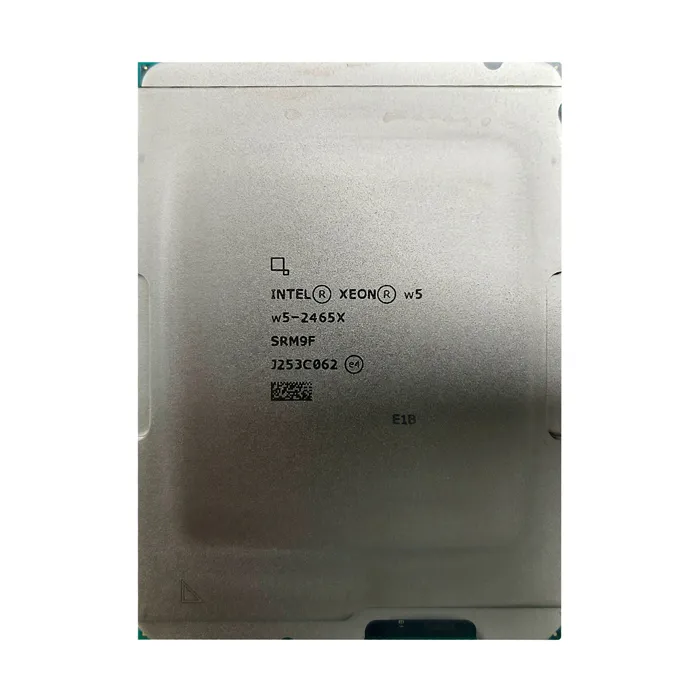 INTEL® XEON® w5
w5-2465X
SRM9F
J253C062 e4
E1B